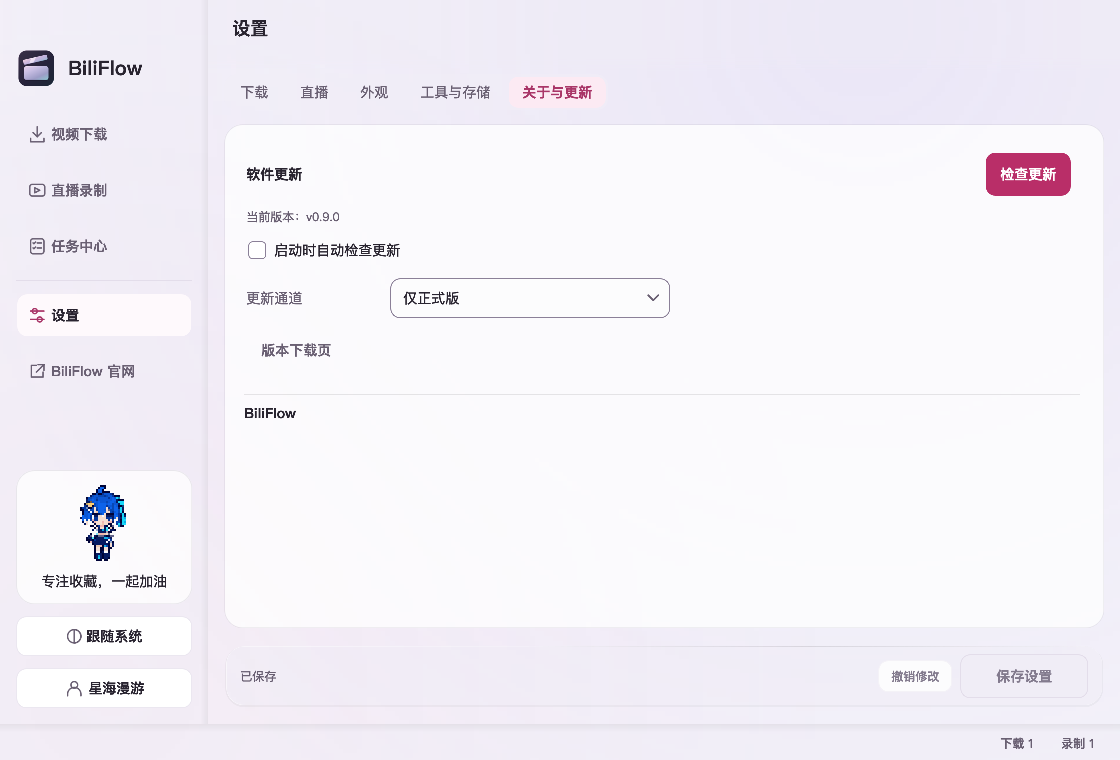 设置
BiliFlow
下载 直播 外观 工具与存储 关于与更新
视频下载
直播录制
任务中心
设置
BiliFlow 官网
专注收藏，一起加油
跟随系统
星海漫游
软件更新
检查更新
当前版本：v0.9.0
启动时自动检查更新
更新通道 仅正式版
版本下载页
BiliFlow
已保存 撤销修改 保存设置
下载 1 录制 1